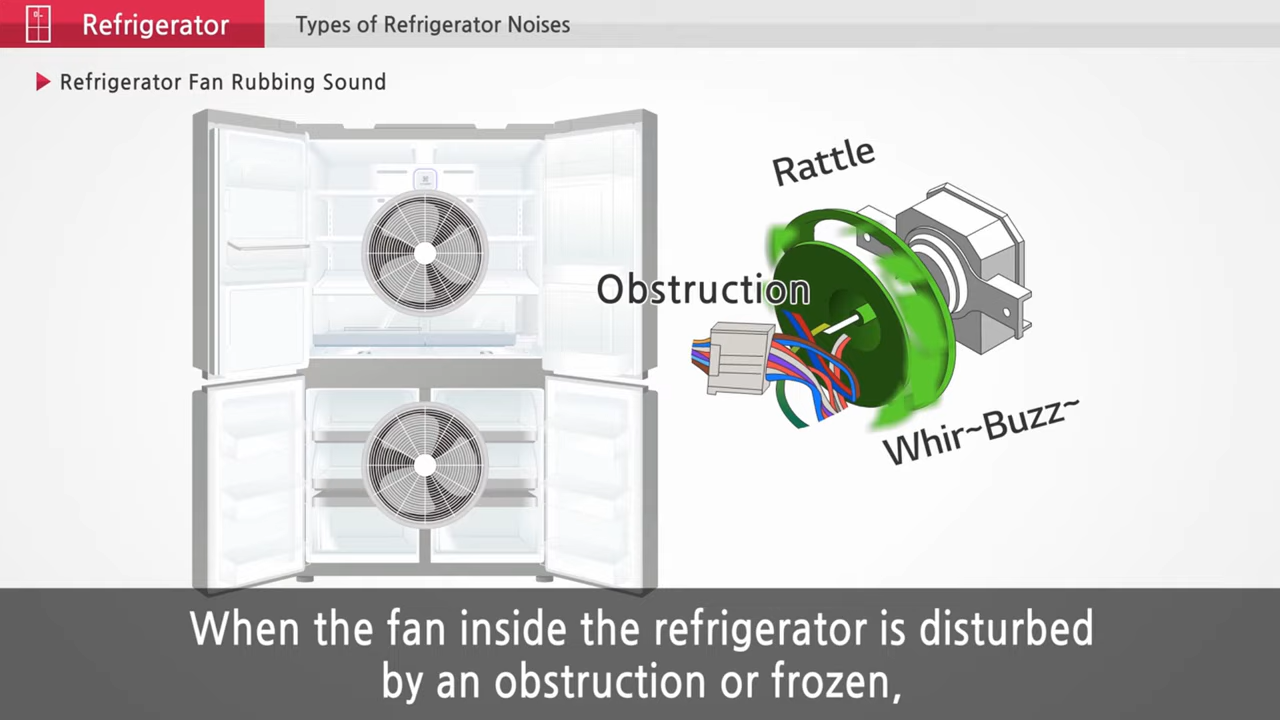 Refrigerator
Types of Refrigerator Noises
Refrigerator Fan Rubbing Sound
Rattle
Obstruction
Whir~Buzz~
When the fan inside the refrigerator is disturbed
by an obstruction or frozen,